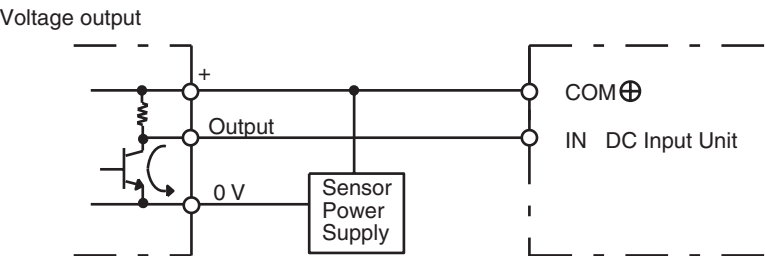 Voltage output
+
COM⊕
Output
IN DC Input Unit
0 V
Sensor
Power
Supply